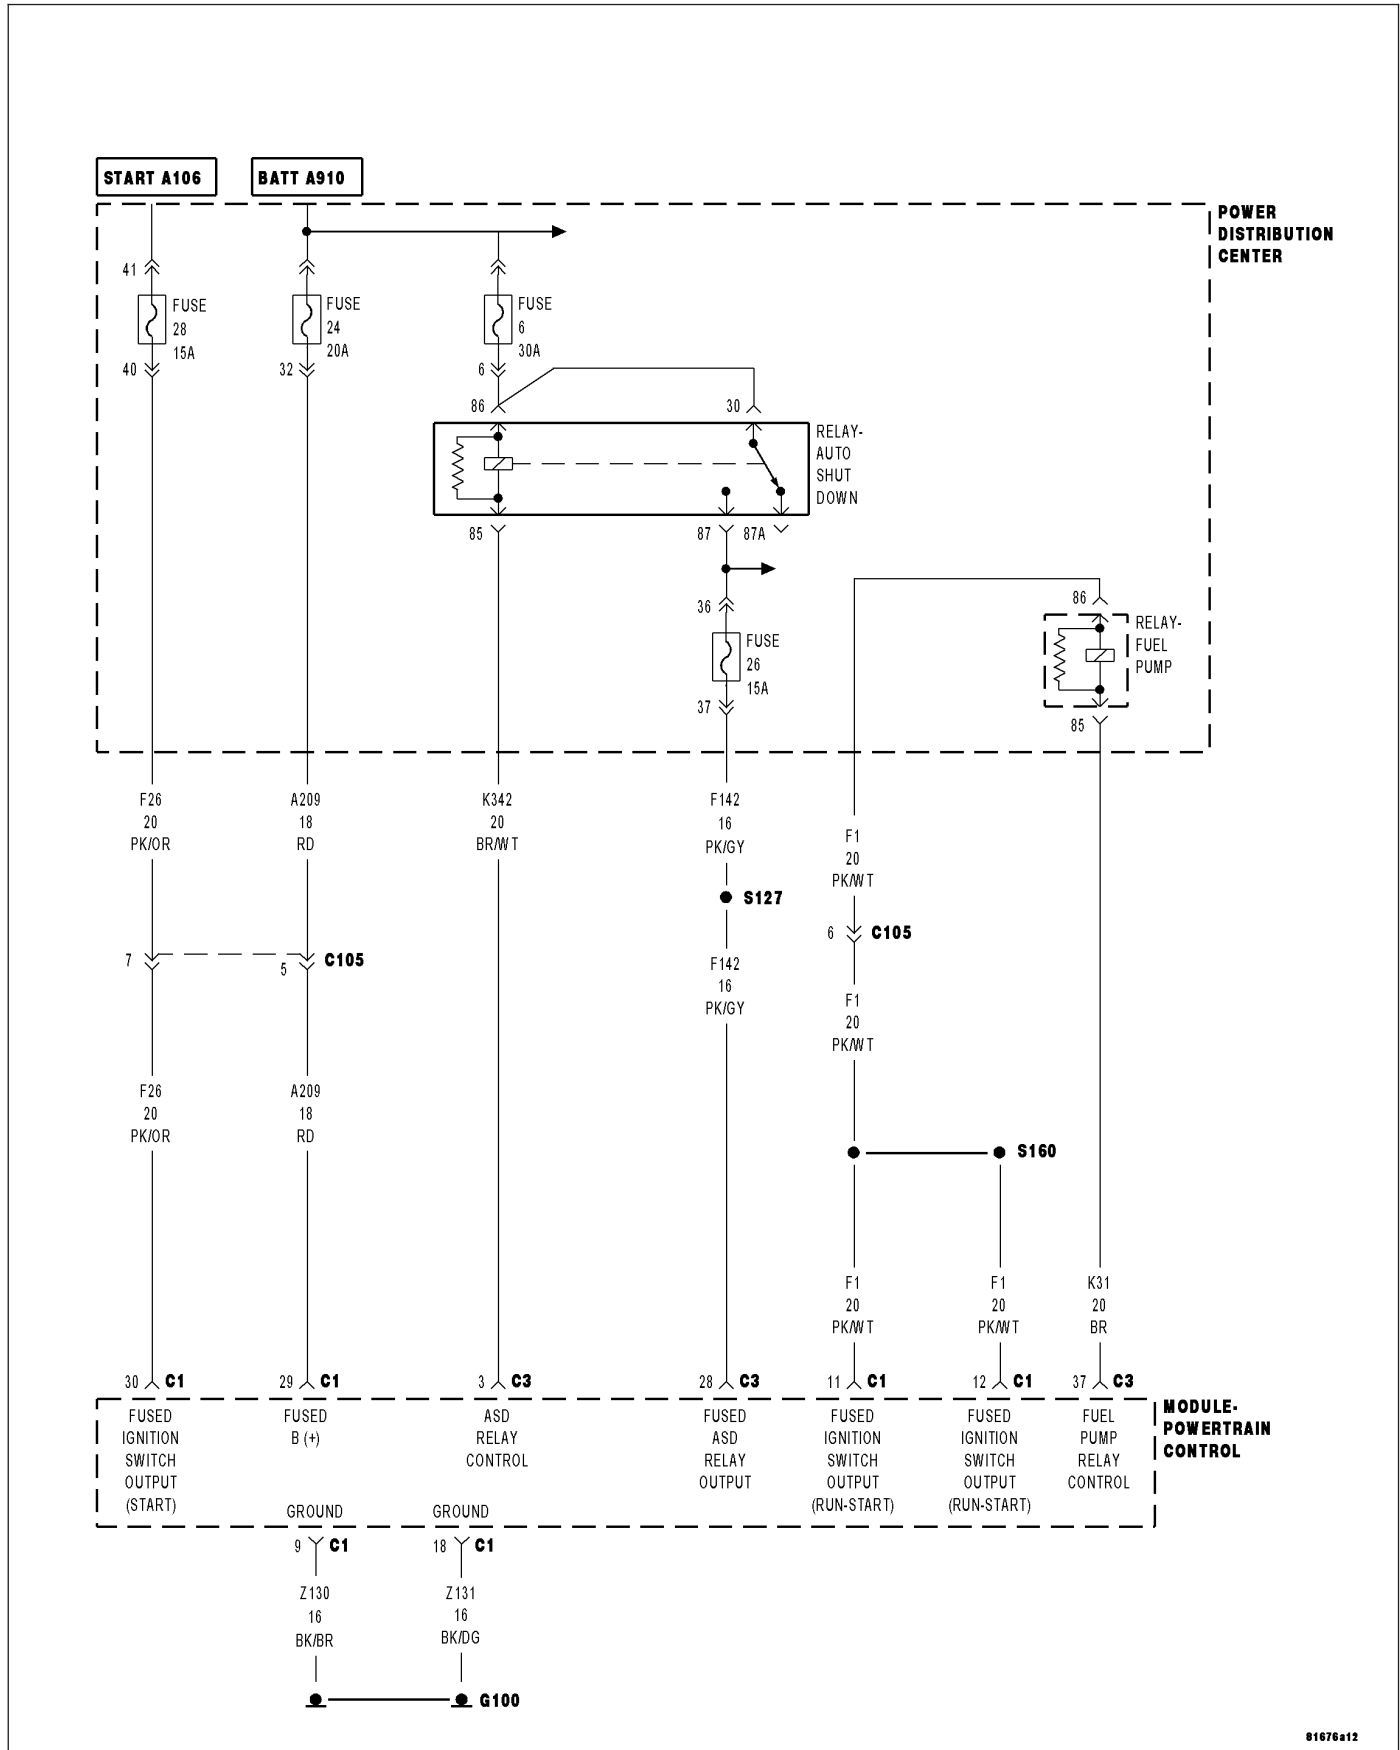 START A106
BATT A910
POWER
DISTRIBUTION
CENTER
41
FUSE
28
15A
40
FUSE
24
20A
32
FUSE
6
30A
6
86
30
RELAY-
AUTO
SHUT
DOWN
85
87
87A
36
FUSE
26
15A
37
86
RELAY-
FUEL
PUMP
85
F26
20
PK/OR
A209
18
RD
K342
20
BR/WT
F142
16
PK/GY
F1
20
PK/WT
S127
6
C105
7
5
C105
F142
16
PK/GY
F1
20
PK/WT
F26
20
PK/OR
A209
18
RD
S160
F1
20
PK/WT
F1
20
PK/WT
K31
20
BR
30 C1
29 C1
3 C3
28 C3
11 C1
12 C1
37 C3
MODULE-
POWERTRAIN
CONTROL
FUSED
IGNITION
SWITCH
OUTPUT
(START)
FUSED
B (+)
ASD
RELAY
CONTROL
FUSED
ASD
RELAY
OUTPUT
FUSED
IGNITION
SWITCH
OUTPUT
(RUN-START)
FUSED
IGNITION
SWITCH
OUTPUT
(RUN-START)
FUEL
PUMP
RELAY
CONTROL
GROUND
GROUND
9 C1
18 C1
Z130
16
BK/BR
Z131
16
BK/DG
G100
81676a12